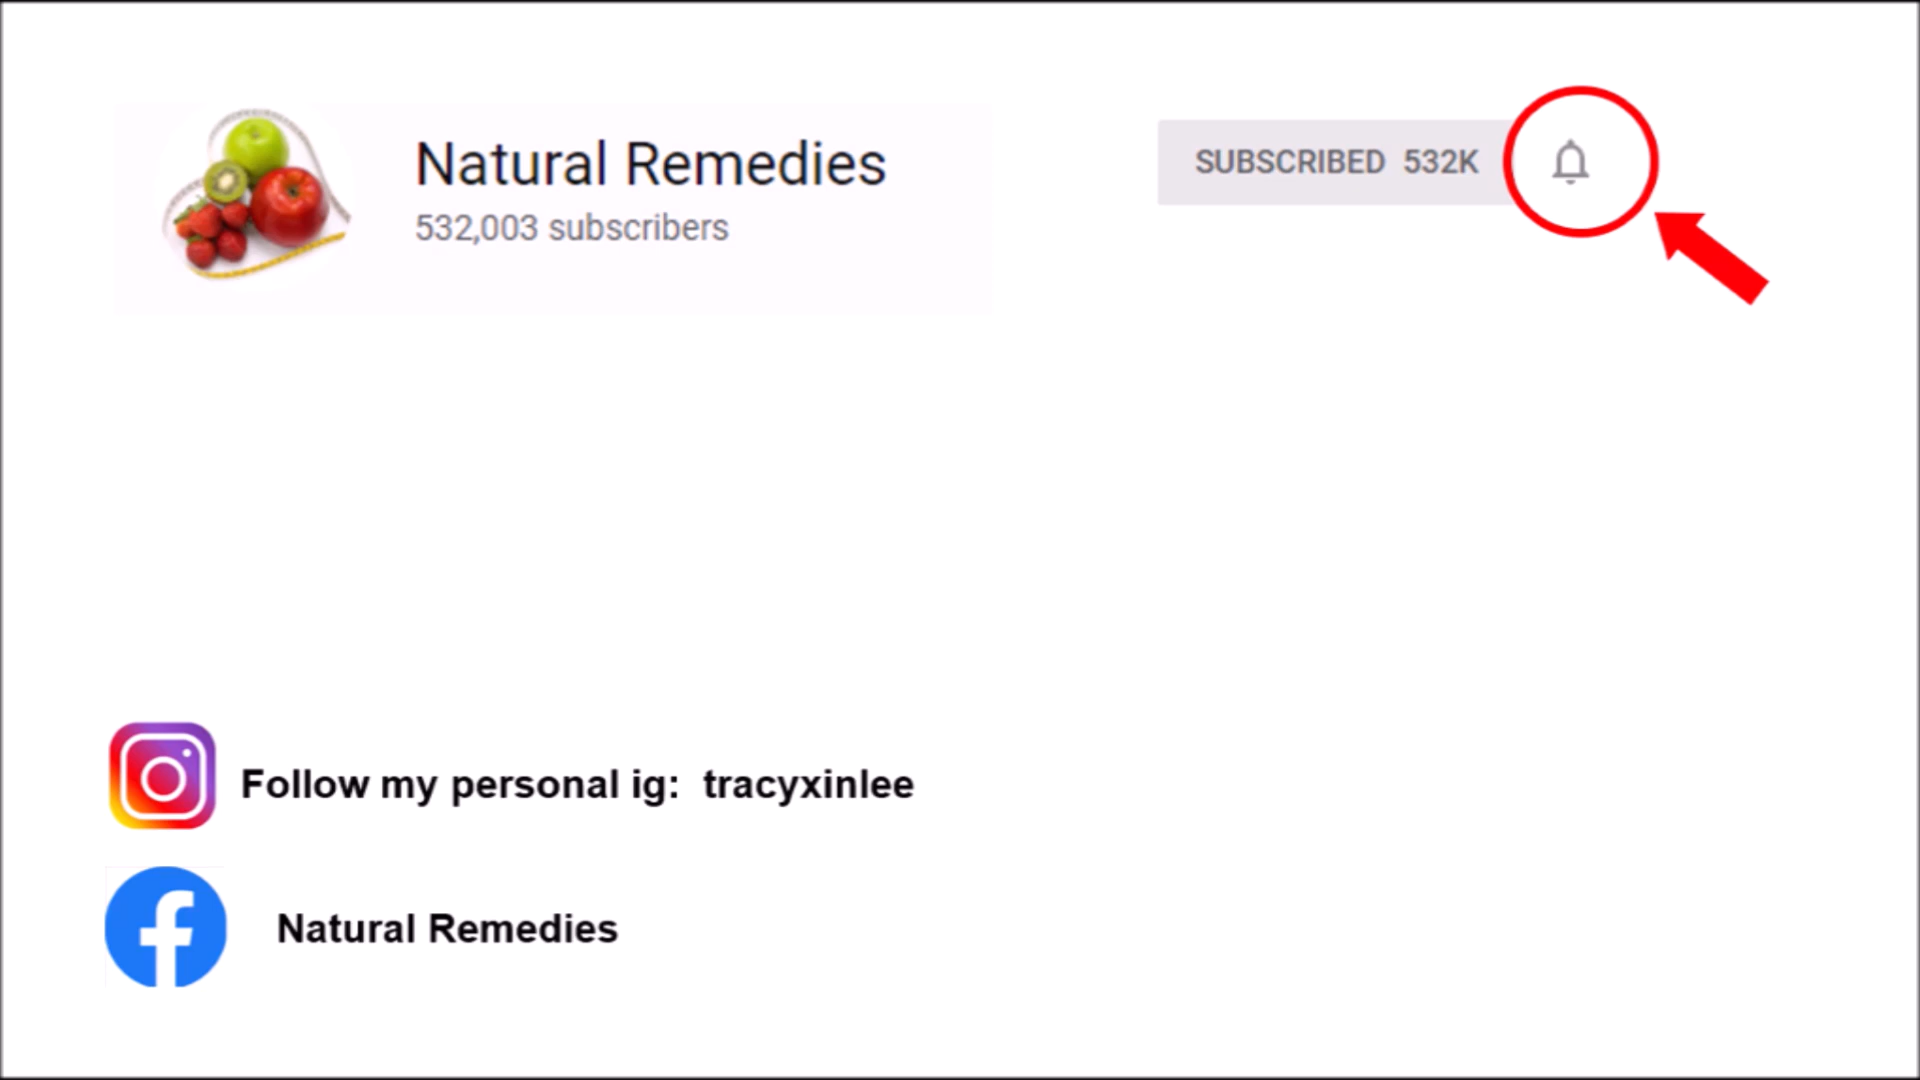 Natural Remedies
532,003 subscribers
SUBSCRIBED 532K
Follow my personal ig: tracyxinlee
Natural Remedies